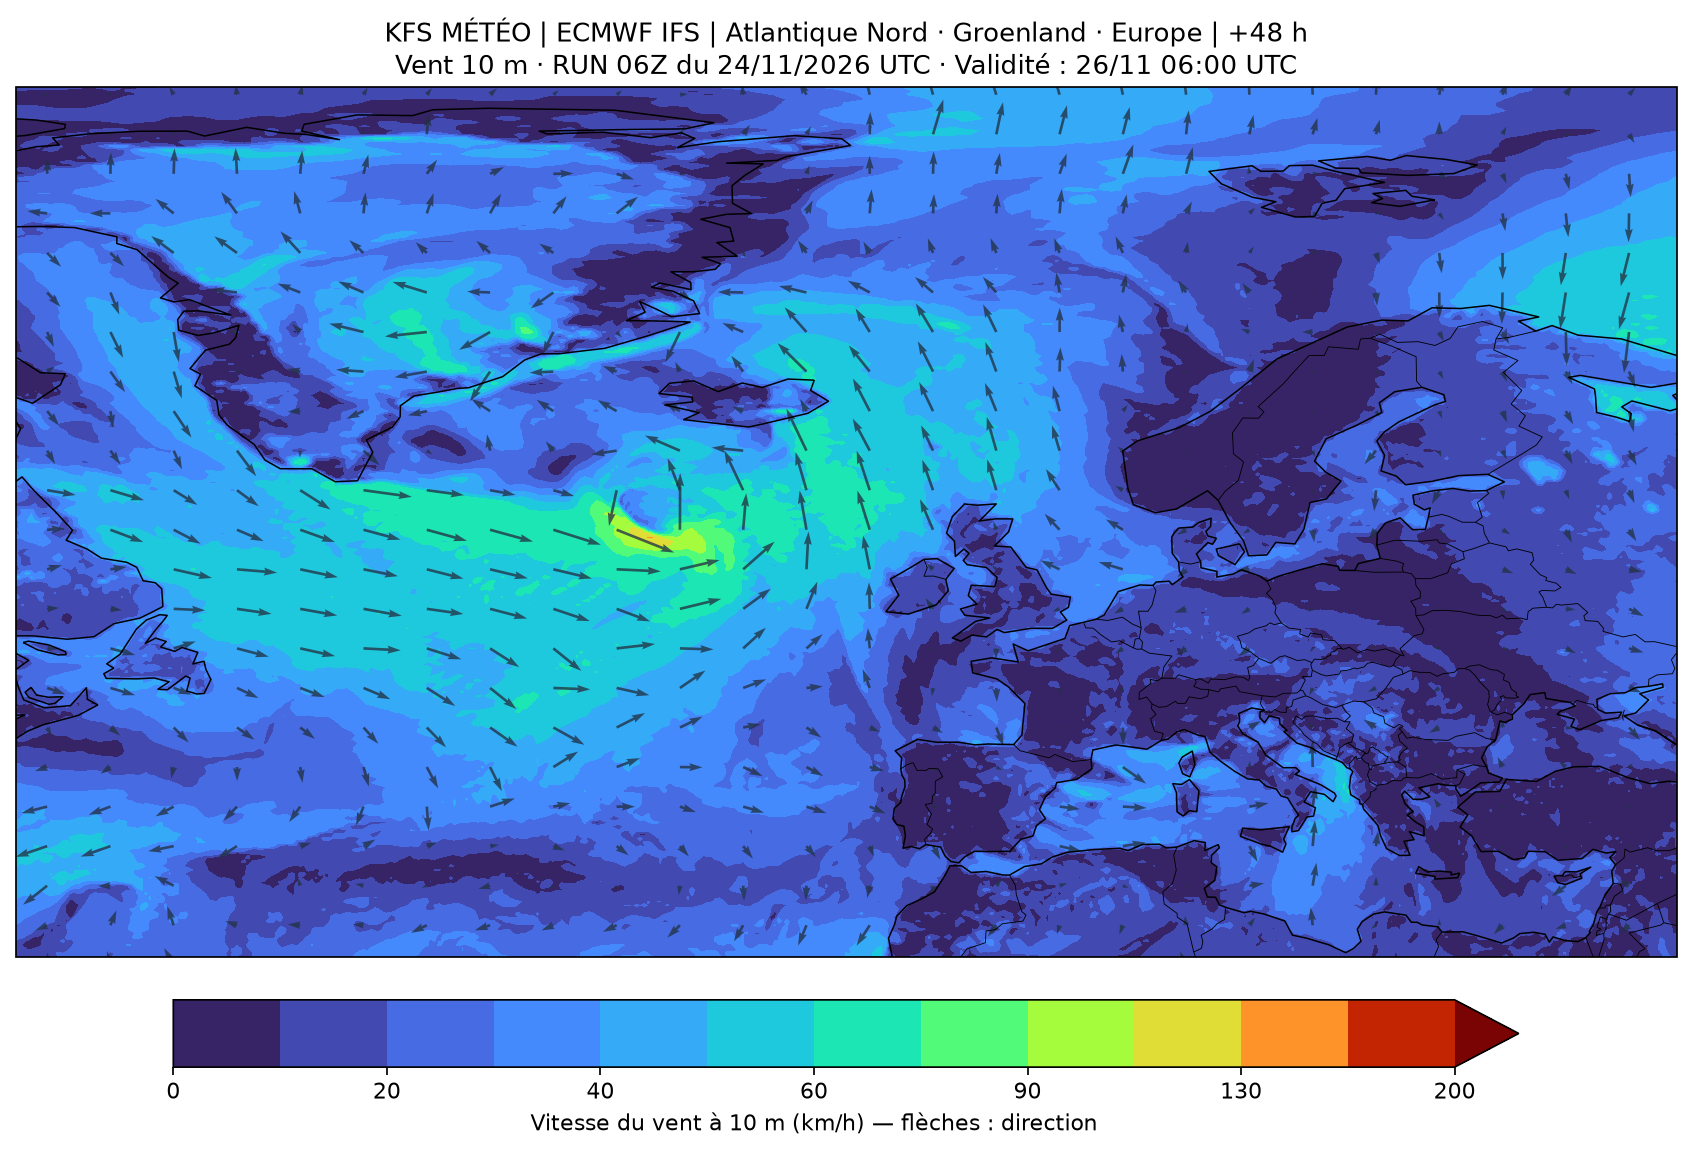 KFS MÉTÉO | ECMWF IFS | Atlantique Nord · Groenland · Europe | +48 h
Vent 10 m · RUN 06Z du 24/11/2026 UTC · Validité : 26/11 06:00 UTC
0 20 40 60 90 130 200
Vitesse du vent à 10 m (km/h) — flèches : direction